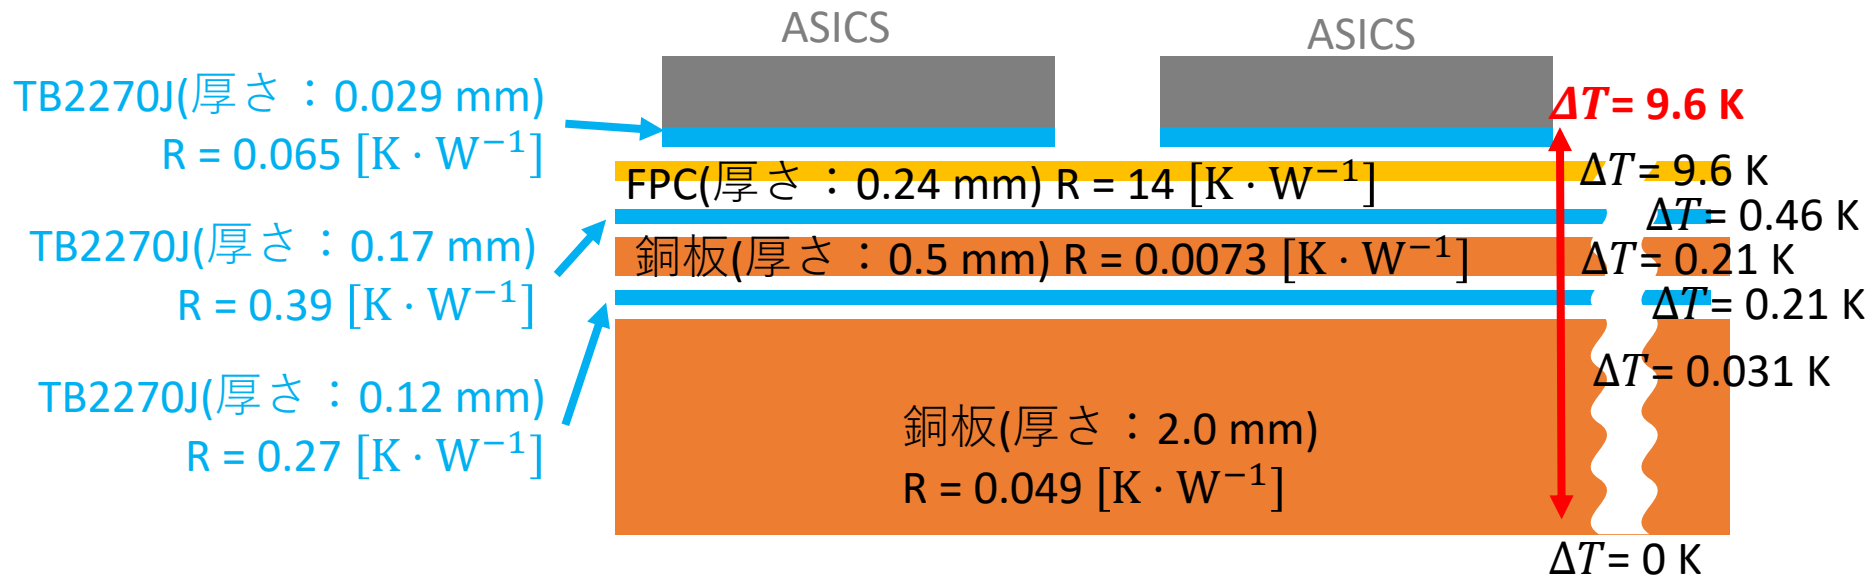 ASICS
ASICS
TB2270J(厚さ：0.029 mm)
R = 0.065 [K · W⁻¹]
ΔT = 9.6 K
FPC(厚さ：0.24 mm) R = 14 [K · W⁻¹]
ΔT = 9.6 K
ΔT = 0.46 K
TB2270J(厚さ：0.17 mm)
R = 0.39 [K · W⁻¹]
銅板(厚さ：0.5 mm) R = 0.0073 [K · W⁻¹]
ΔT = 0.21 K
ΔT = 0.21 K
ΔT = 0.031 K
TB2270J(厚さ：0.12 mm)
R = 0.27 [K · W⁻¹]
銅板(厚さ：2.0 mm)
R = 0.049 [K · W⁻¹]
ΔT = 0 K